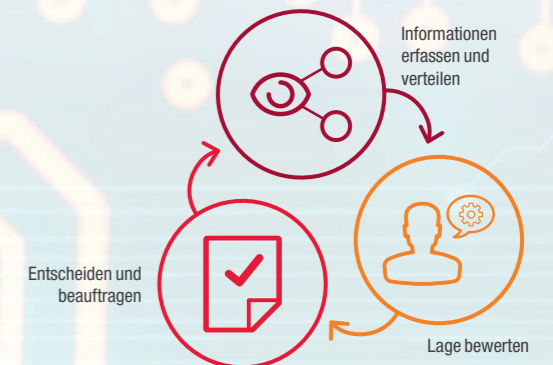 Informationen
erfassen und
verteilen
Entscheiden und
beauftragen
Lage bewerten